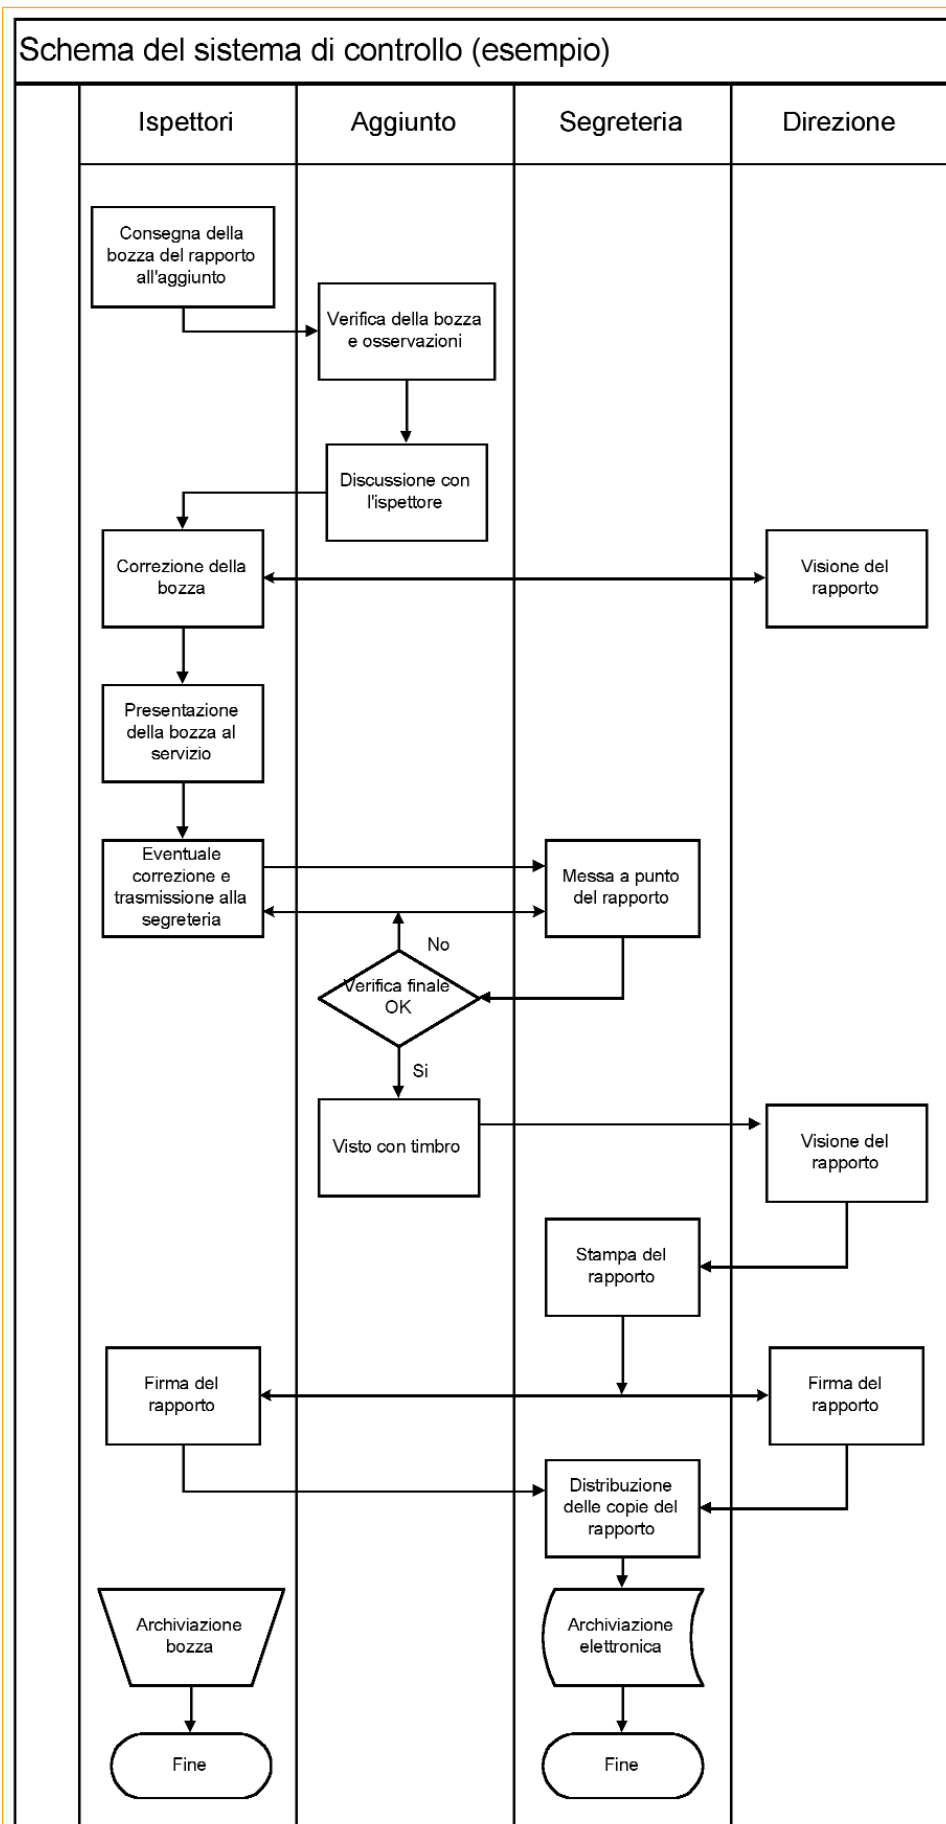 Schema del sistema di controllo (esempio)
Ispettori
Aggiunto
Segreteria
Direzione
Consegna della
bozza del rapporto
all'aggiunto
Verifica della bozza
e osservazioni
Discussione con
l'ispettore
Correzione della
bozza
Visione del
rapporto
Presentazione
della bozza al
servizio
Eventuale
correzione e
trasmissione alla
segreteria
Messa a punto
del rapporto
No
Verifica finale
OK
Si
Visto con timbro
Visione del
rapporto
Stampa del
rapporto
Firma del
rapporto
Firma del
rapporto
Distribuzione
delle copie del
rapporto
Archiviazione
bozza
Archiviazione
elettronica
Fine
Fine